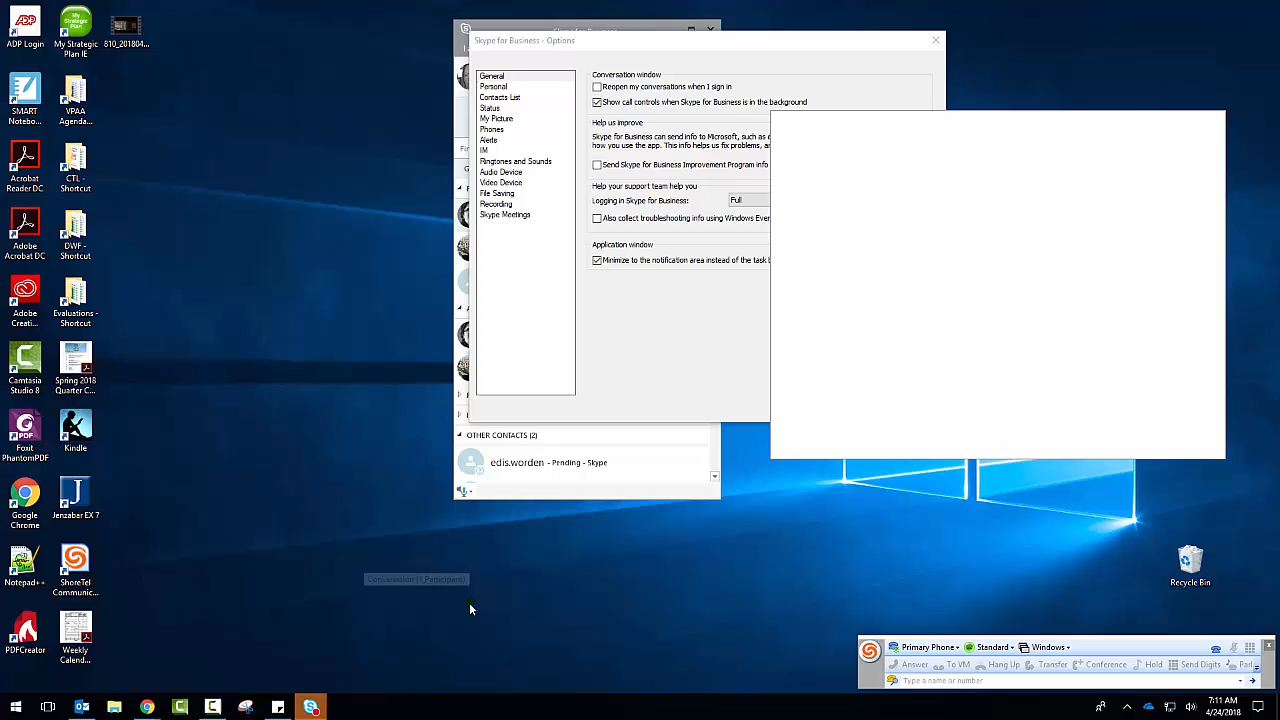 ADP Login
My Strategic Plan IE
810_201804...
SMART Notebo...
VPAA Agenda...
Acrobat Reader DC
CTL - Shortcut
Adobe Acrobat DC
DWF - Shortcut
Adobe Creati...
Evaluations - Shortcut
Camtasia Studio 8
Spring 2018 Quarter C...
Foxit PhantomPDF
Kindle
Google Chrome
Jenzabar EX 7
Notepad++
ShoreTel Communic...
PDFCreator
Weekly Calend...
Skype for Business - Options
General
Personal
Contacts List
Status
My Picture
Phones
Alerts
IM
Ringtones and Sounds
Audio Device
Video Device
File Saving
Recording
Skype Meetings
Conversation window
Reopen my conversations when I sign in
Show call controls when Skype for Business is in the background
Help us improve
Skype for Business can send info to Microsoft, such as e
how you use the app. This info helps us fix problems, a
Send Skype for Business Improvement Program info
Help your support team help you
Logging in Skype for Business:
Full
Also collect troubleshooting info using Windows Even
Application window
Minimize to the notification area instead of the task b
OTHER CONTACTS (2)
edis.worden - Pending - Skype
Conversation (1 Participant)
Recycle Bin
Primary Phone
Standard
Windows
Answer
To VM
Hang Up
Transfer
Conference
Hold
Send Digits
Park
Type a name or number
7:11 AM
4/24/2018